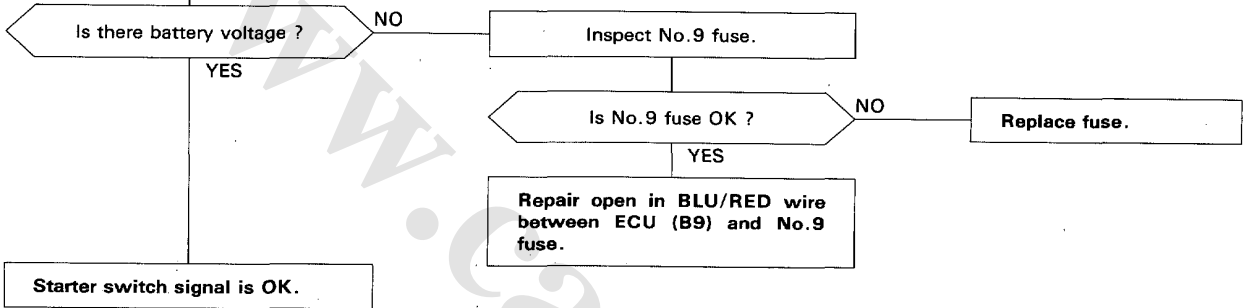 Is there battery voltage ?
NO
Inspect No.9 fuse.
YES
Is No.9 fuse OK ?
NO
Replace fuse.
YES
Repair open in BLU/RED wire
between ECU (B9) and No.9
fuse.
Starter switch signal is OK.